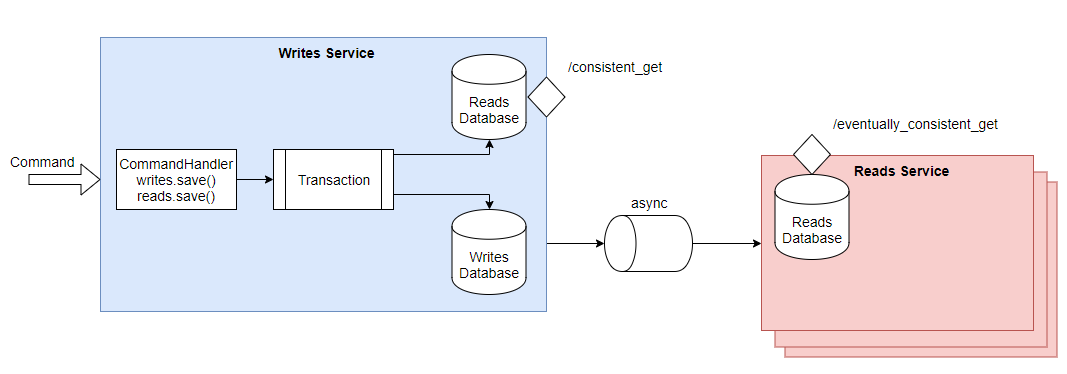 Writes Service
/consistent_get
Reads
Database
/eventually_consistent_get
Command
CommandHandler
writes.save()
reads.save()
Transaction
Reads Service
async
Reads
Database
Writes
Database